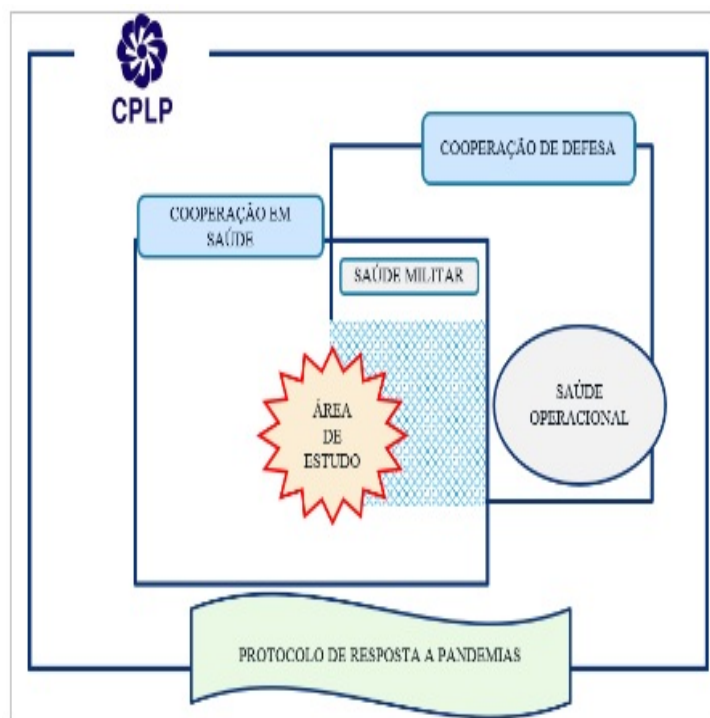 CPLP
COOPERAÇÃO DE DEFESA
COOPERAÇÃO EM
SAÚDE
SAÚDE MILITAR
ÁREA
DE
ESTUDO
SAÚDE
OPERACIONAL
PROTOCOLO DE RESPOSTA A PANDEMIAS